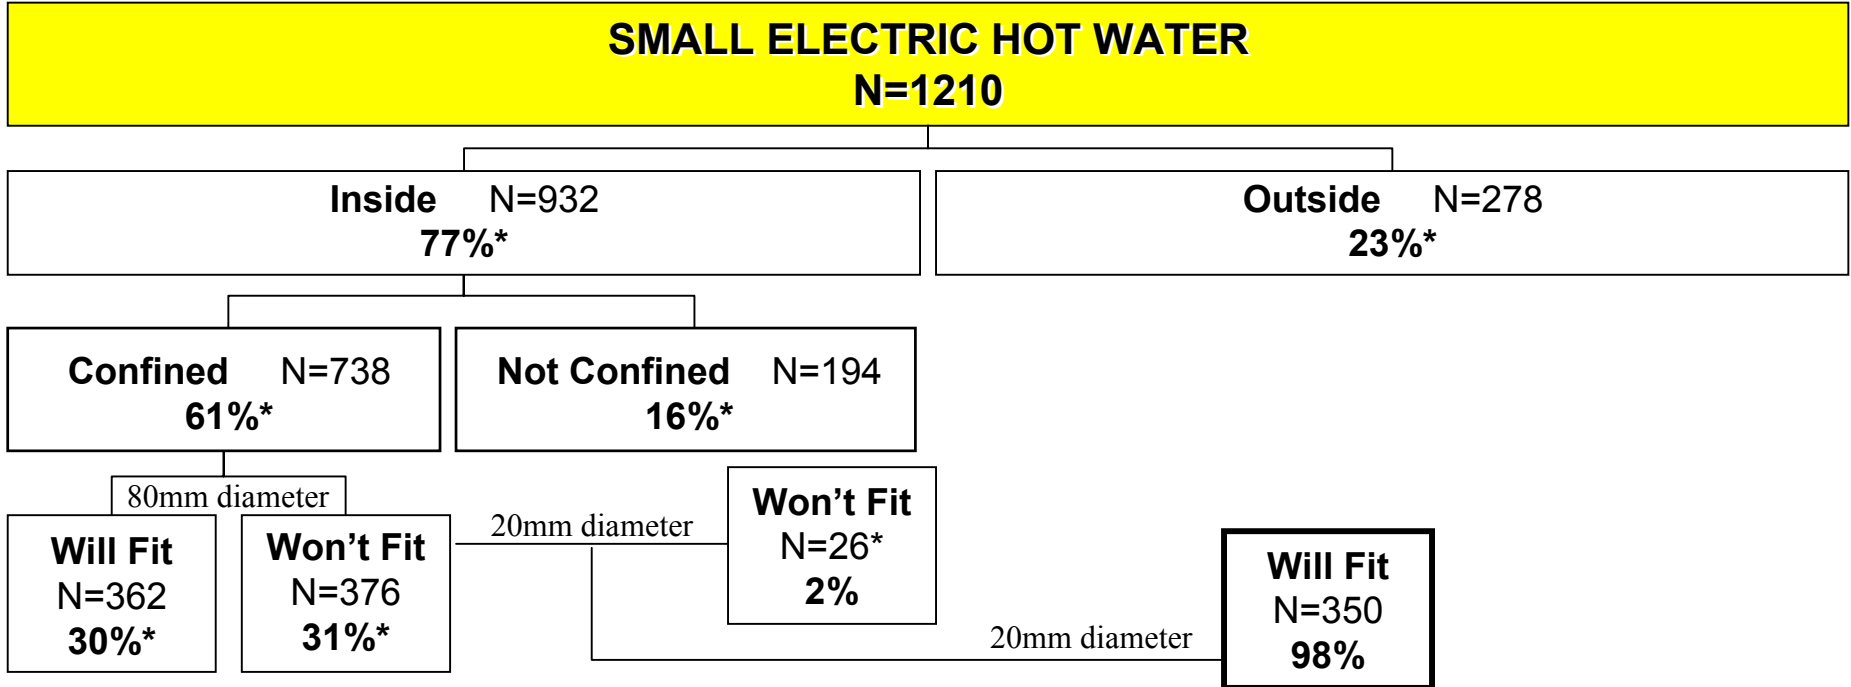 SMALL ELECTRIC HOT WATER
N=1210
Inside N=932
77%*
Outside N=278
23%*
Confined N=738
61%*
Not Confined N=194
16%*
80mm diameter
Will Fit
N=362
30%*
Won't Fit
N=376
31%*
20mm diameter
Won't Fit
N=26*
2%
20mm diameter
Will Fit
N=350
98%